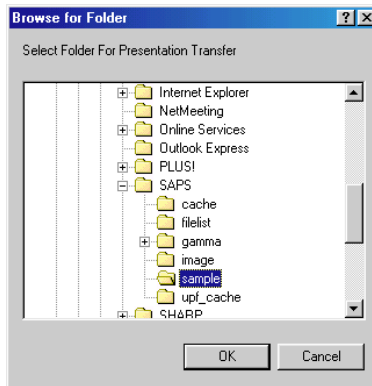 Browse for Folder
Select Folder For Presentation Transfer
Internet Explorer
NetMeeting
Online Services
Outlook Express
PLUS!
SAPS
cache
filelist
gamma
image
sample
upf_cache
SHARP
OK Cancel